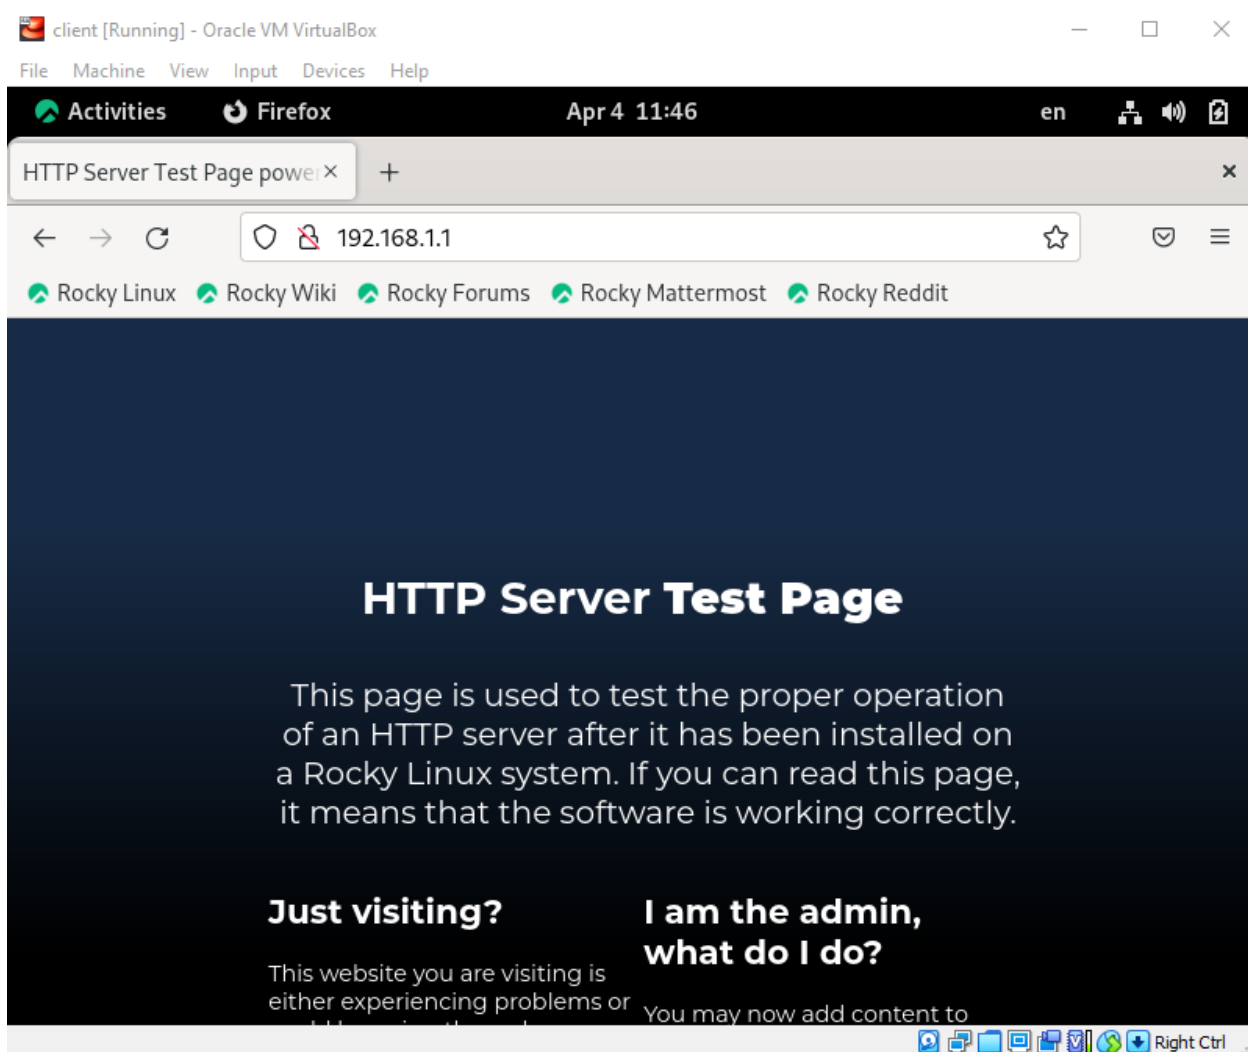 client [Running] - Oracle VM VirtualBox
File Machine View Input Devices Help
Activities Firefox Apr 4 11:46 en
HTTP Server Test Page power
192.168.1.1
Rocky Linux Rocky Wiki Rocky Forums Rocky Mattermost Rocky Reddit
HTTP Server Test Page
This page is used to test the proper operation
of an HTTP server after it has been installed on
a Rocky Linux system. If you can read this page,
it means that the software is working correctly.
Just visiting?
This website you are visiting is
either experiencing problems or
I am the admin,
what do I do?
You may now add content to
Right Ctrl